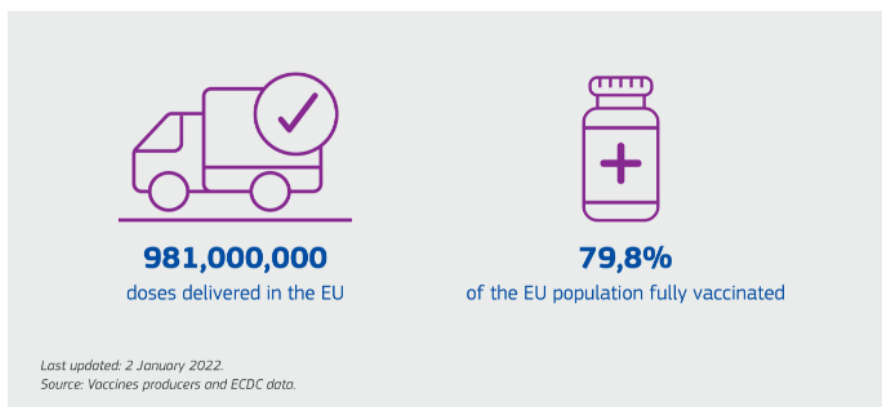 981,000,000
doses delivered in the EU
79,8%
of the EU population fully vaccinated
Last updated: 2 January 2022.
Source: Vaccines producers and ECDC data.